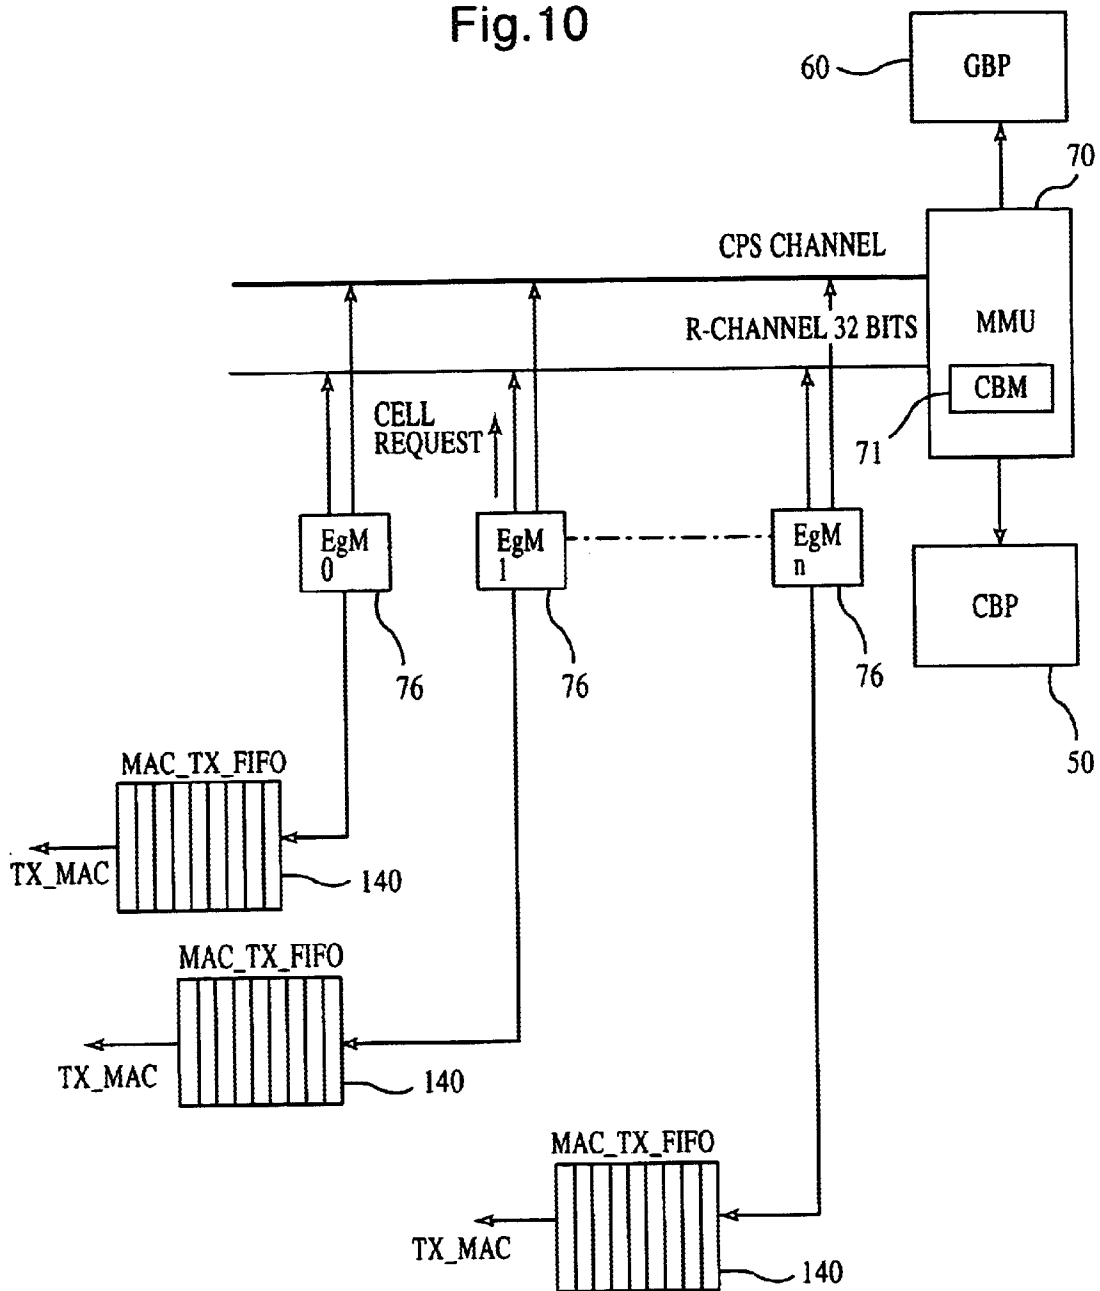 Fig.10
60
GBP
70
CPS CHANNEL
R-CHANNEL 32 BITS
MMU
CBM
71
CELL
REQUEST
EgM
0
EgM
1
EgM
n
76
76
76
CBP
50
MAC_TX_FIFO
TX_MAC
140
MAC_TX_FIFO
TX_MAC
140
MAC_TX_FIFO
TX_MAC
140